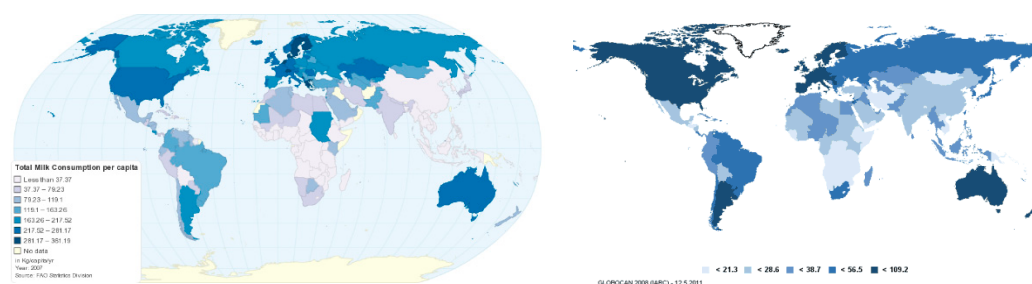 Total Milk Consumption per capita
Less than 37.37
37.37 – 79.23
79.23 – 119.1
119.1 – 163.26
163.26 – 217.52
217.52 – 281.17
281.17 – 361.19
No data
in Kg/capita/yr
Year: 2007
Source: FAO Statistics Division
< 21.3 < 28.6 < 38.7 < 56.5 < 109.2
GLOBOCAN 2008 (IARC) - 12.5.2011